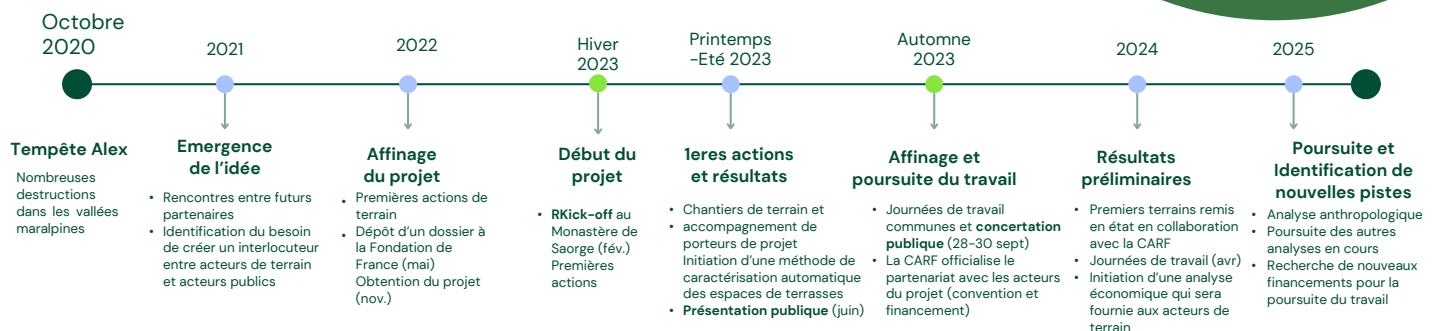 Octobre
2020
2021
2022
Hiver
2023
Printemps
-Eté 2023
Automne
2023
2024
2025
Tempête Alex
Nombreuses
destructions
dans les vallées
maralpines
Emergence
de l'idée
• Rencontres entre futurs
partenaires
• Identification du besoin
de créer un interlocuteur
entre acteurs de terrain
et acteurs publics
Affinage
du projet
• Premières actions de
terrain
• Dépôt d'un dossier à
la Fondation de
France (mai)
Obtention du projet
(nov.)
Début du
projet
• RKick-off au
Monastère de
Saorge (fév.)
Premières
actions
1eres actions
et résultats
• Chantiers de terrain et
• accompagnement de
porteurs de projet
Initiation d'une méthode de
caractérisation automatique
des espaces de terrasses
• Présentation publique (juin)
Affinage et
poursuite du travail
• Journées de travail
communes et concertation
publique (28-30 sept)
• La CARF officialise le
partenariat avec les acteurs
du projet (convention et
financement)
Résultats
préliminaires
• Premiers terrains remis
en état en collaboration
avec la CARF
• Journées de travail (avr)
• Initiation d'une analyse
économique qui sera
fournie aux acteurs de
terrain
Poursuite et
Identification de
nouvelles pistes
• Analyse anthropologique
• Poursuite des autres
analyses en cours
• Recherche de nouveaux
financements pour la
poursuite du travail